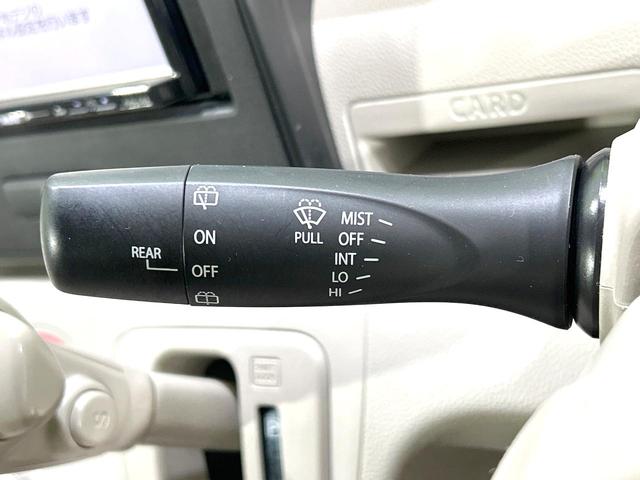 CARD
MIST
ON
PULL
OFF
REAR
INT
OFF
LO
HI
S